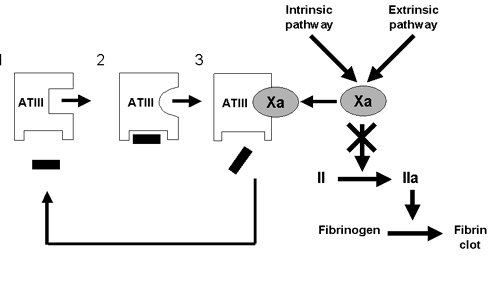 Intrinsic
pathway
Extrinsic
pathway
1
2
3
ATIII
ATIII
ATIII
Xa
Xa
II
IIa
Fibrinogen
Fibrin
clot